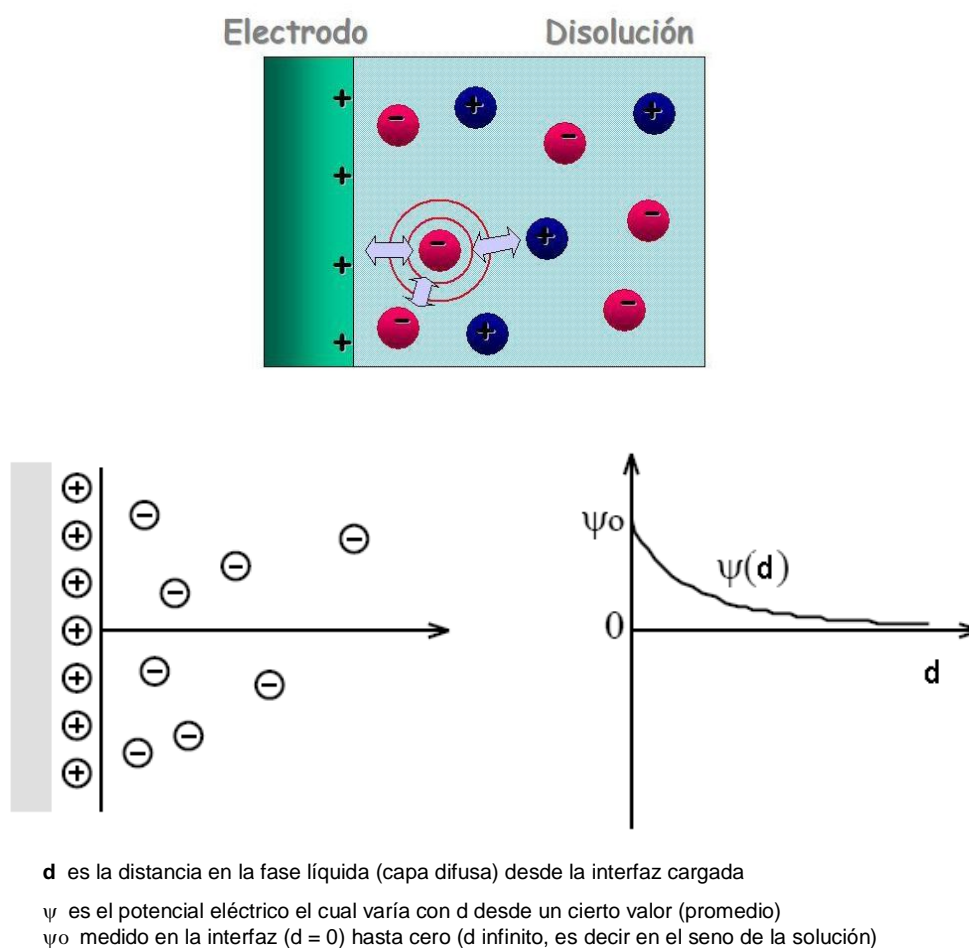 Electrodo Disolución
ψo
ψ(d)
0
d
d es la distancia en la fase líquida (capa difusa) desde la interfaz cargada
ψ es el potencial eléctrico el cual varía con d desde un cierto valor (promedio)
ψo medido en la interfaz (d = 0) hasta cero (d infinito, es decir en el seno de la solución)